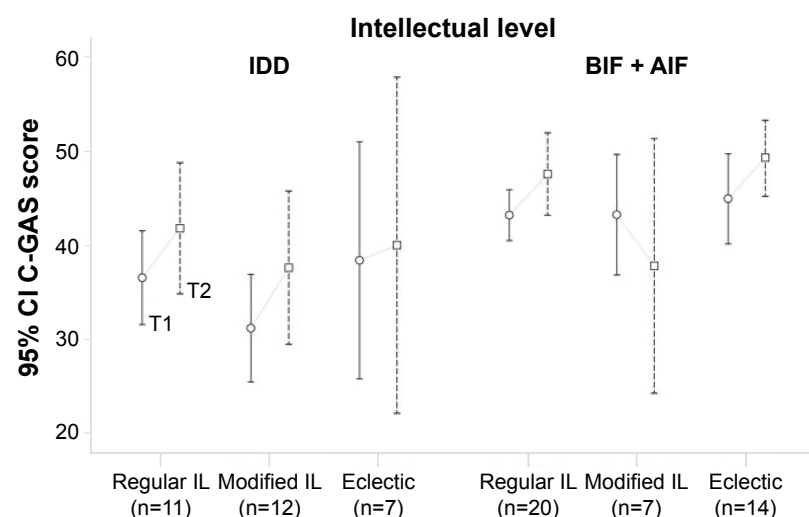 Intellectual level
IDD
BIF + AIF
95% CI C-GAS score
60
50
40
30
20
T1
T2
Regular IL Modified IL Eclectic Regular IL Modified IL Eclectic
(n=11) (n=12) (n=7) (n=20) (n=7) (n=14)